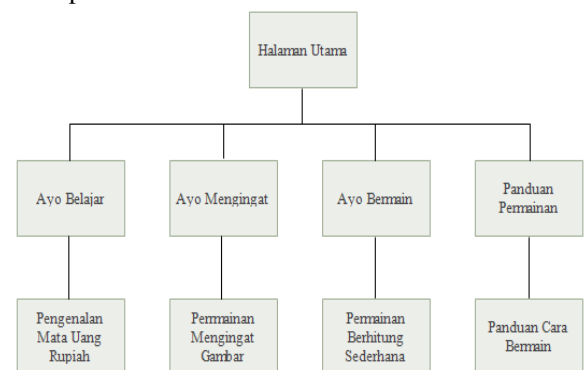 Halaman Utama
Ayo Belajar
Ayo Mengingat
Ayo Bermain
Panduan
Permainan
Pengenalan
Mata Uang
Rupiah
Permainan
Mengingat
Gambar
Permainan
Berhitung
Sederhana
Panduan Cara
Bermain